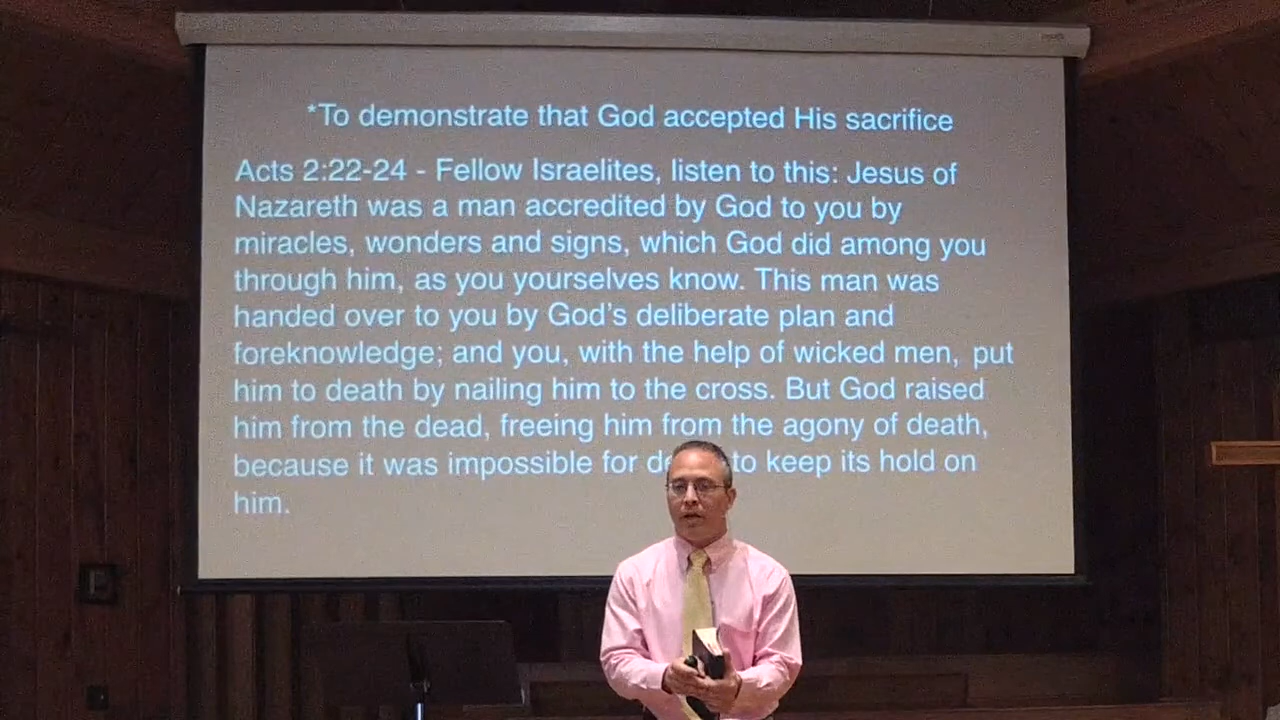 *To demonstrate that God accepted His sacrifice
Acts 2:22-24 - Fellow Israelites, listen to this: Jesus of
Nazareth was a man accredited by God to you by
miracles, wonders and signs, which God did among you
through him, as you yourselves know. This man was
handed over to you by God’s deliberate plan and
foreknowledge; and you, with the help of wicked men, put
him to death by nailing him to the cross. But God raised
him from the dead, freeing him from the agony of death,
because it was impossible for to keep its hold on
him.